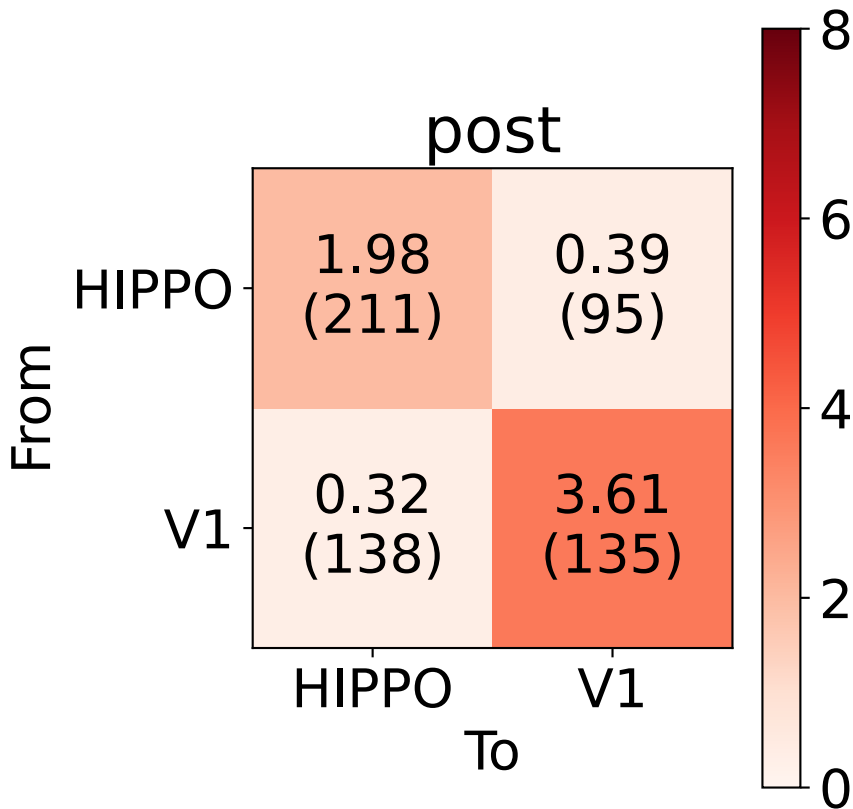 post
HIPPO
1.98
(211)
0.39
(95)
V1
0.32
(138)
3.61
(135)
From
HIPPO
V1
To
8
6
4
2
0